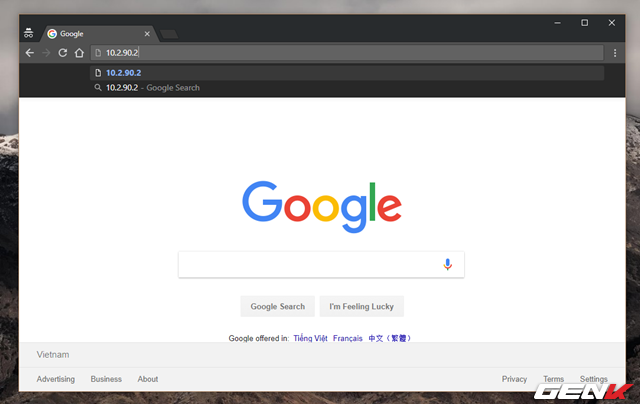 Google
10.2.90.2
10.2.90.2
10.2.90.2 – Google Search
Google
Google Search I'm Feeling Lucky
Google offered in: Tiếng Việt Français 中文 (繁體)
Vietnam
Advertising Business About Privacy Terms Settings
GENK